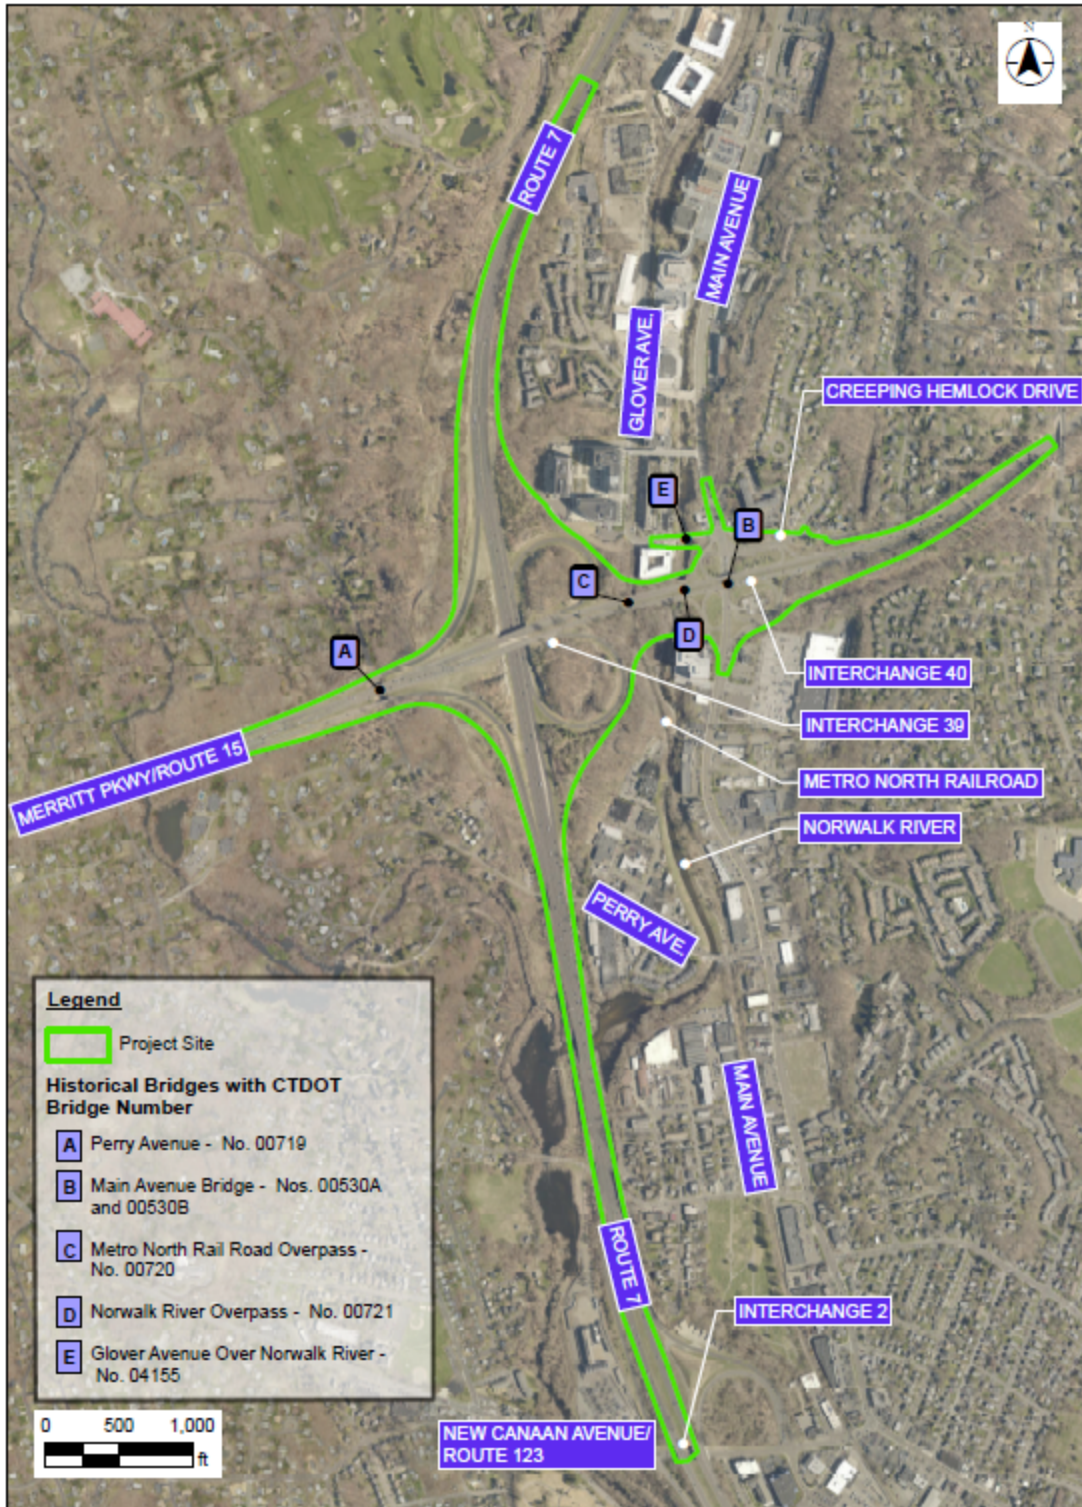 N
ROUTE 7
MAIN AVENUE
GLOVER AVE.
CREEPING HEMLOCK DRIVE
E
B
C
D
A
INTERCHANGE 40
INTERCHANGE 39
MERRITT PKWY/ROUTE 15
METRO NORTH RAILROAD
NORWALK RIVER
PERRY AVE.
MAIN AVENUE
ROUTE 7
INTERCHANGE 2
NEW CANAAN AVENUE/
ROUTE 123
Legend
Project Site
Historical Bridges with CTDOT
Bridge Number
A Perry Avenue - No. 00719
B Main Avenue Bridge - Nos. 00530A
and 00530B
C Metro North Rail Road Overpass -
No. 00720
D Norwalk River Overpass - No. 00721
E Glover Avenue Over Norwalk River -
No. 04155
0 500 1,000
ft